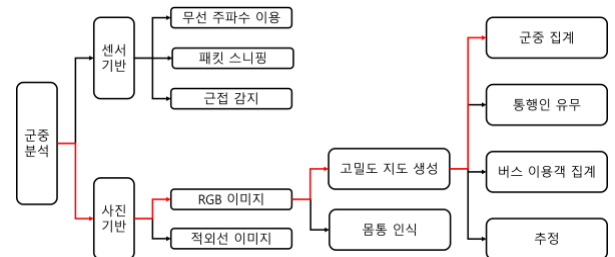 군중
분석
센서
기반
무선 주파수 이용
패킷 스니핑
근접 감지
사진
기반
RGB 이미지
적외선 이미지
고밀도 지도 생성
몸통 인식
군중 집계
통행인 유무
버스 이용객 집계
추정